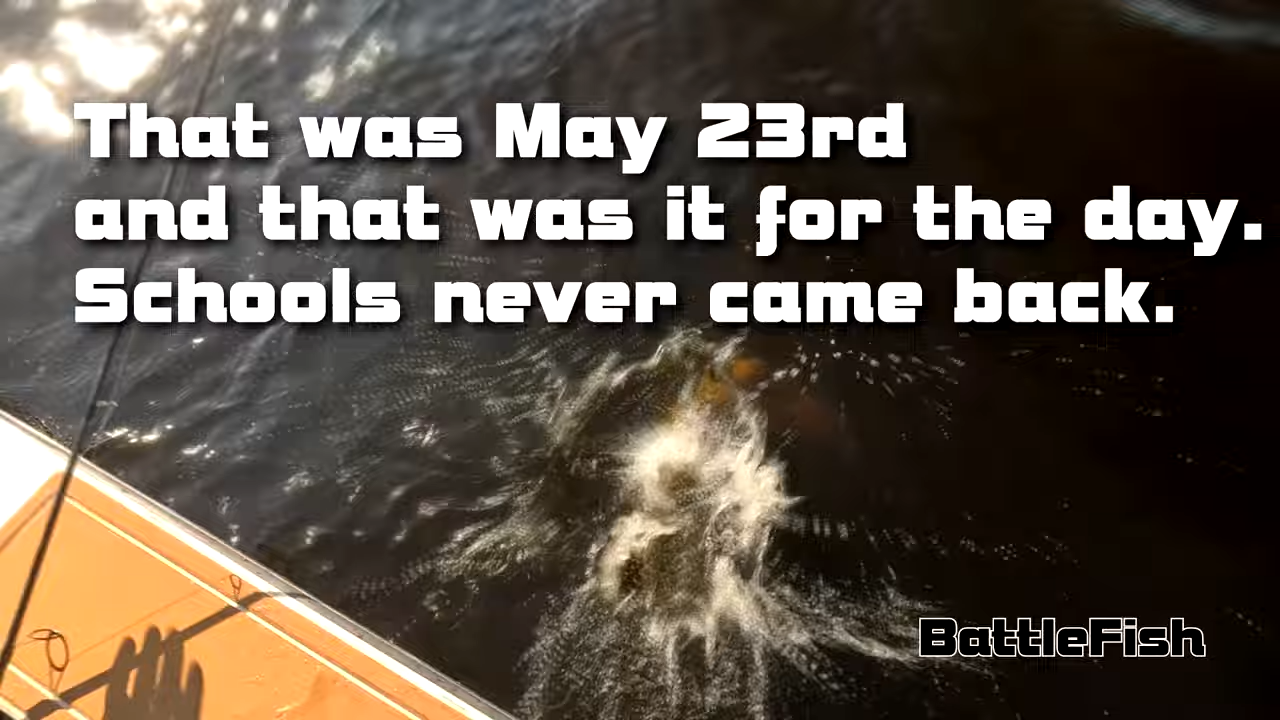 That was May 23rd
and that was it for the day.
Schools never came back.
BattleFish